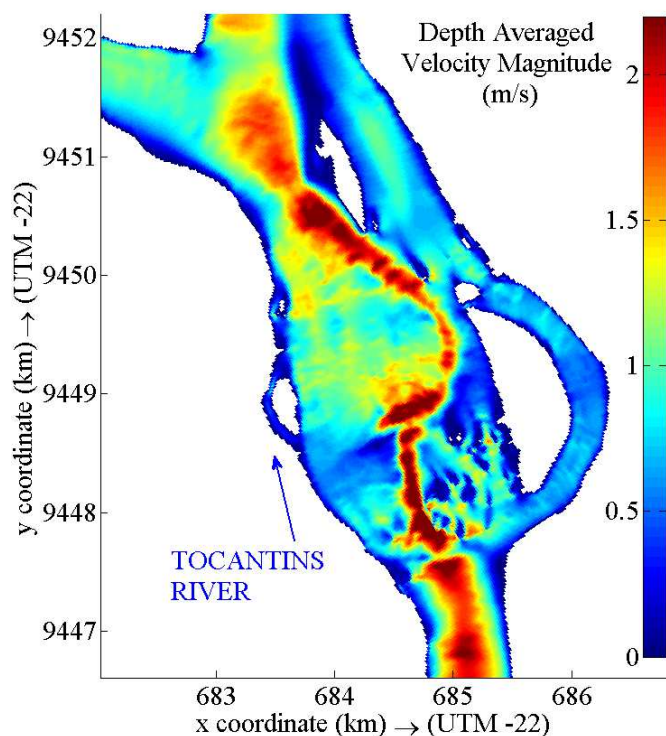 Depth Averaged
Velocity Magnitude
(m/s)
2
1.5
1
0.5
0
9452
9451
9450
9449
9448
9447
y coordinate (km) → (UTM -22)
TOCANTINS
RIVER
683
684
685
686
x coordinate (km) → (UTM -22)